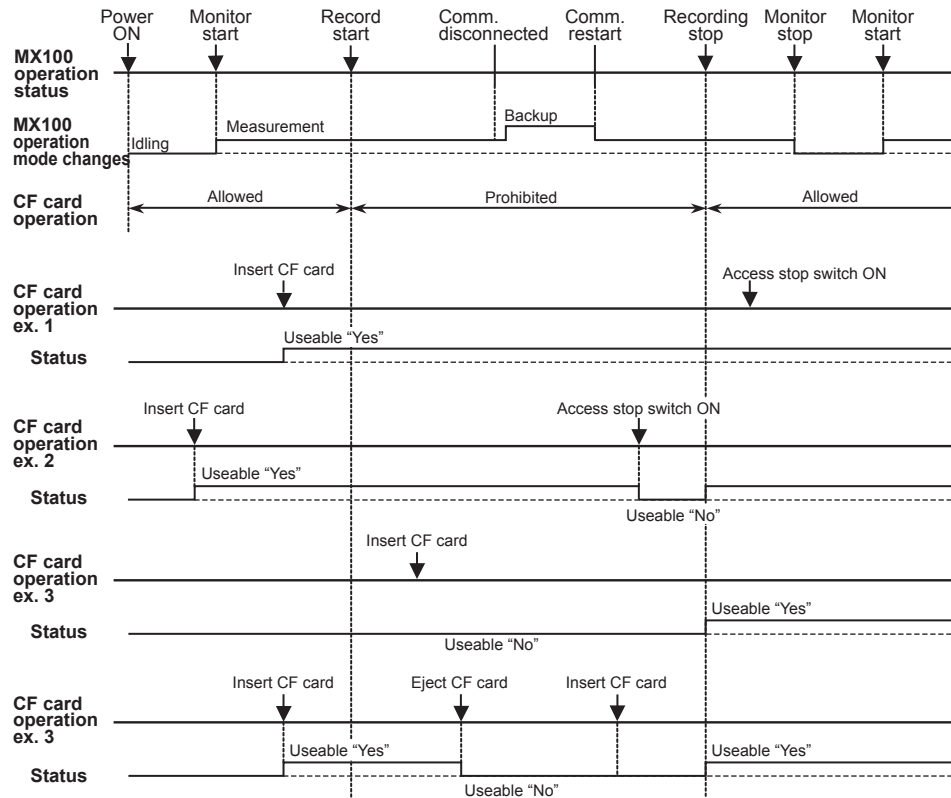 Power
ON
Monitor
start
Record
start
Comm.
disconnected
Comm.
restart
Recording
stop
Monitor
stop
Monitor
start
MX100
operation
status
MX100
operation
mode changes
Idling
Measurement
Backup
CF card
operation
Allowed
Prohibited
Allowed
Insert CF card
Access stop switch ON
CF card
operation
ex. 1
Useable “Yes”
Status
Insert CF card
Access stop switch ON
CF card
operation
ex. 2
Useable “Yes”
Status
Useable “No”
Insert CF card
CF card
operation
ex. 3
Useable “Yes”
Status
Useable “No”
Insert CF card
Eject CF card
Insert CF card
CF card
operation
ex. 3
Useable “Yes”
Useable “Yes”
Status
Useable “No”